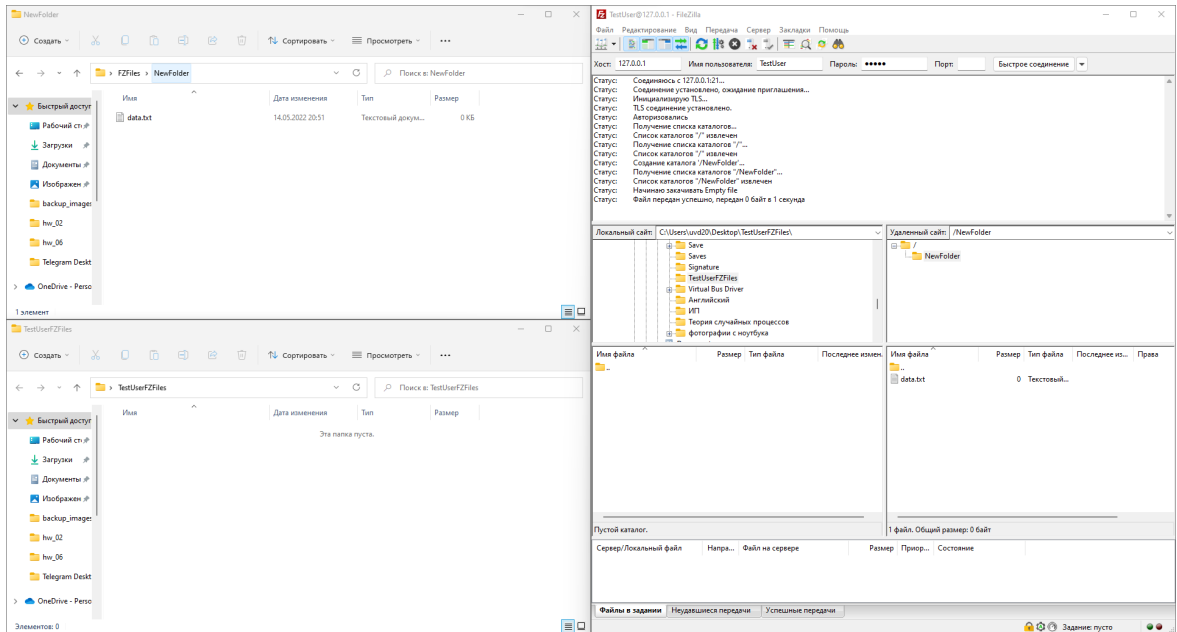 NewFolder
Создать
Сортировать
Просмотреть
FZFiles > NewFolder
Поиск в: NewFolder
Имя Дата изменения Тип Размер
data.txt 14.05.2022 20:51 Текстовый докум... 0 КБ
Быстрый доступ
Рабочий сто
Загрузки
Документы
Изображен
backup_images
hw_02
hw_06
Telegram Deskt
OneDrive - Perso
1 элемент
TestUserFZFiles
Создать
Сортировать
Просмотреть
TestUserFZFiles
Поиск в: TestUserFZFiles
Имя Дата изменения Тип Размер
Эта папка пуста.
Быстрый доступ
Рабочий сто
Загрузки
Документы
Изображен
backup_images
hw_02
hw_06
Telegram Deskt
OneDrive - Perso
Элементов: 0
TestUser@127.0.0.1 - FileZilla
Файл Редактирование Вид Передача Сервер Закладки Помощь
Хост: 127.0.0.1 Имя пользователя: TestUser Пароль: ●●●●● Порт: Быстрое соединение
Статус: Соединяюсь с 127.0.0.1:21...
Статус: Соединение установлено, ожидание приглашения...
Статус: Инициализирую TLS...
Статус: TLS соединение установлено.
Статус: Авторизовались
Статус: Получение списка каталогов...
Статус: Список каталогов "/" извлечен
Статус: Получение списка каталогов "/"...
Статус: Список каталогов "/" извлечен
Статус: Создание каталога '/NewFolder'...
Статус: Получение списка каталогов "/NewFolder"...
Статус: Список каталогов "/NewFolder" извлечен
Статус: Начинаю закачивать Empty file
Статус: Файл передан успешно, передан 0 байт в 1 секунда
Локальный сайт: C:\Users\uvd20\Desktop\TestUserFZFiles\
Save
Saves
Signature
TestUserFZFiles
Virtual Bus Driver
Английский
ИП
Теория случайных процессов
фотографии с ноутбука
Удаленный сайт: /NewFolder
/
NewFolder
Имя файла Размер Тип файла Последнее измен.
..
Пустой каталог.
Имя файла Размер Тип файла Последнее из... Права
..
data.txt 0 Текстовый...
1 файл. Общий размер: 0 байт
Сервер/Локальный файл Напра... Файл на сервере Размер Приор... Состояние
Файлы в задании Неудавшиеся передачи Успешные передачи
Задание: пусто